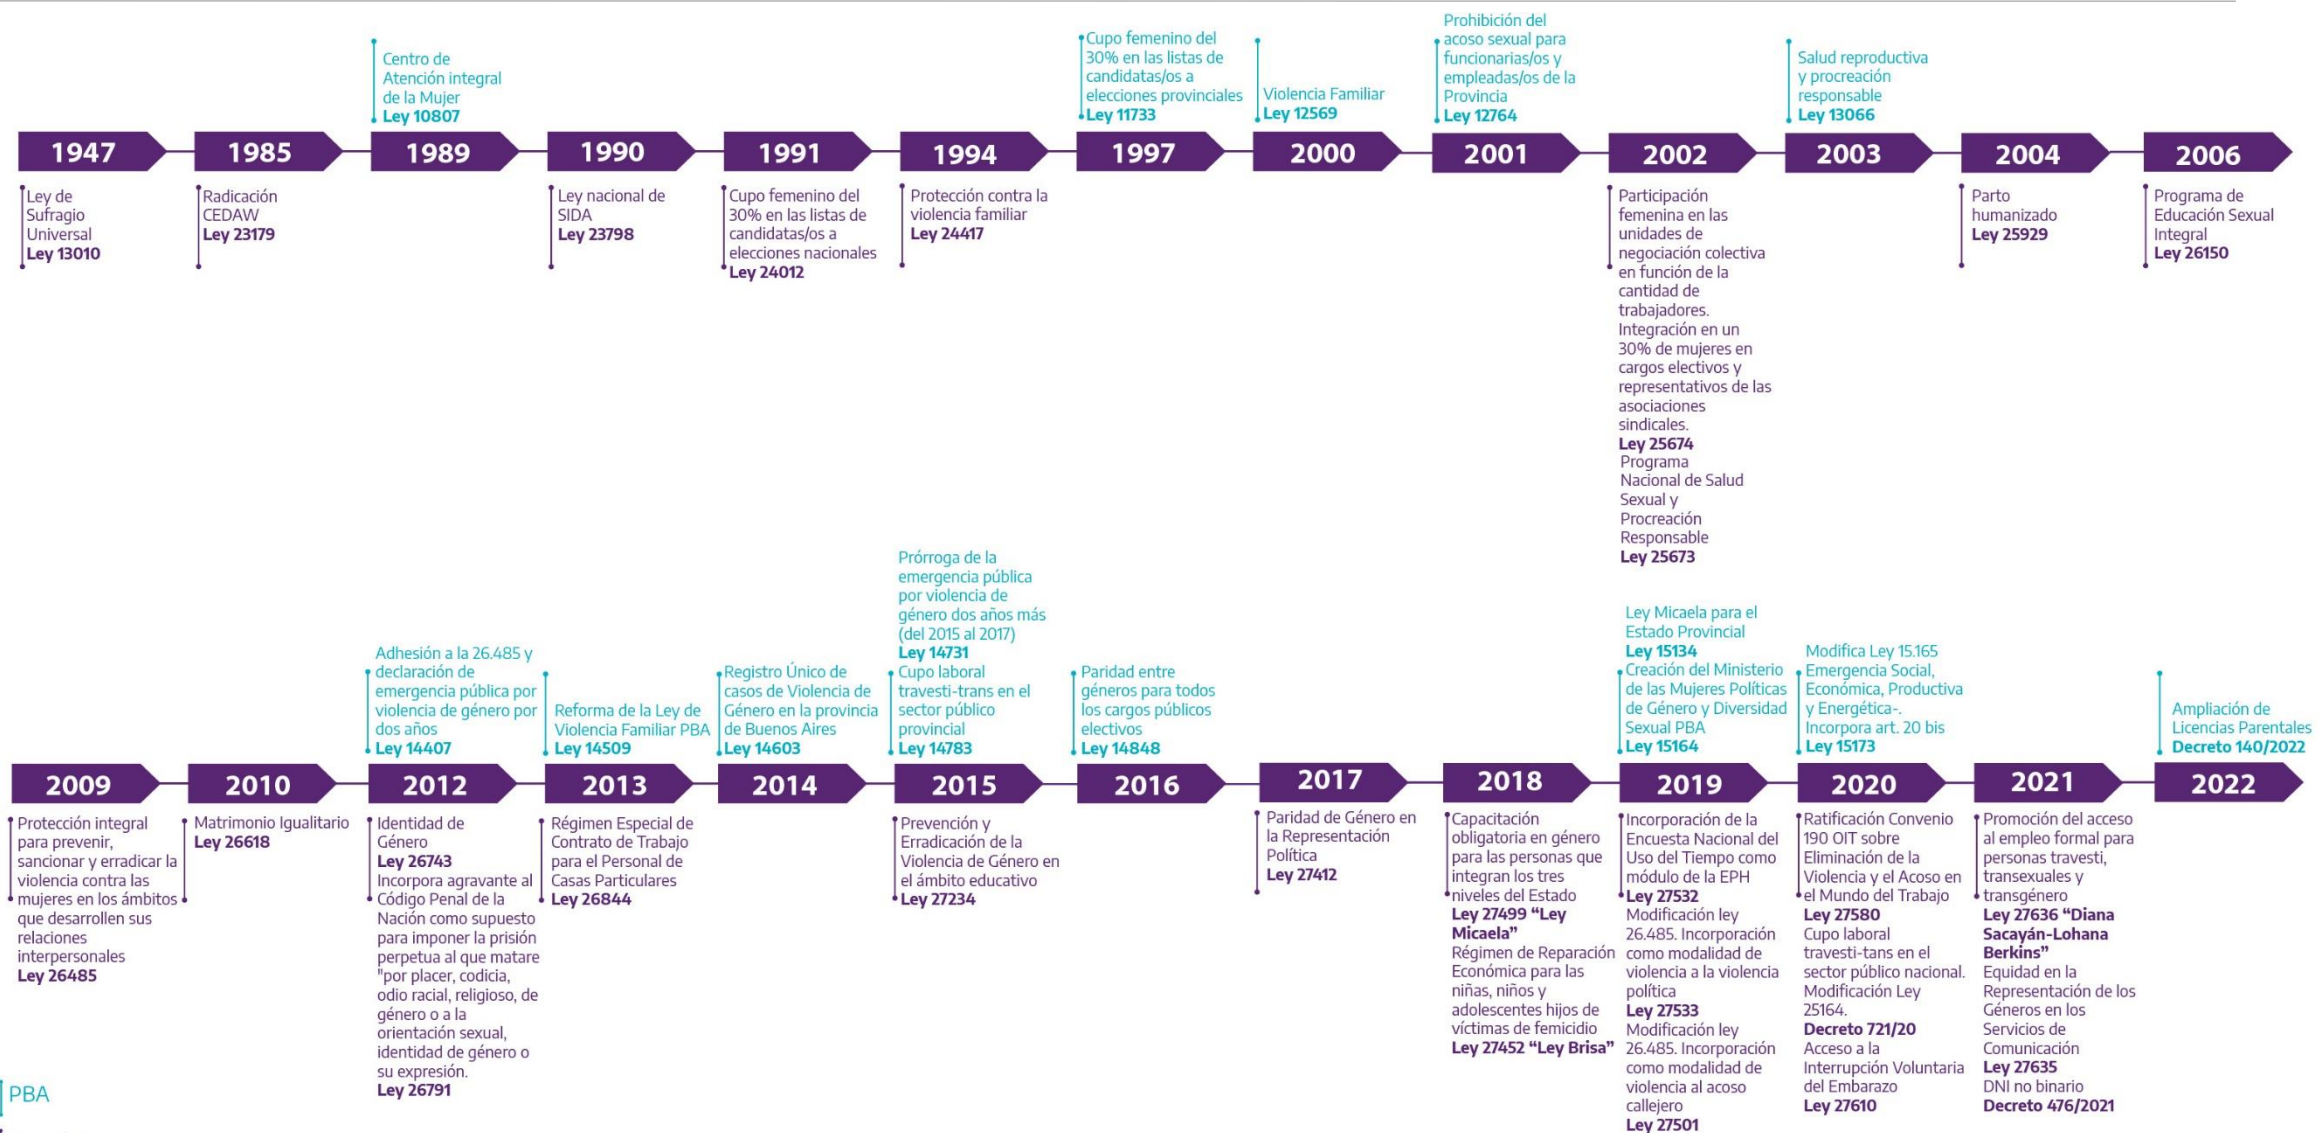 Centro de
Atención integral
de la Mujer
Ley 10807
Cupo femenino del
30% en las listas de
candidatas/os a
elecciones provinciales
Ley 11733
Violencia Familiar
Ley 12569
Prohibición del
acoso sexual para
funcionarias/os y
empleadas/os de la
Provincia
Ley 12764
Salud reproductiva
y procreación
responsable
Ley 13066
1947
1985
1989
1990
1991
1994
1997
2000
2001
2002
2003
2004
2006
Ley de
Sufragio
Universal
Ley 13010
Radicación
CEDAW
Ley 23179
Ley nacional de
SIDA
Ley 23798
Cupo femenino del
30% en las listas de
candidatas/os a
elecciones nacionales
Ley 24012
Protección contra la
violencia familiar
Ley 24417
Participación
femenina en las
unidades de
negociación colectiva
en función de la
cantidad de
trabajadores.
Integración en un
30% de mujeres en
cargos electivos y
representativos de las
asociaciones
sindicales.
Ley 25674
Programa
Nacional de Salud
Sexual y
Procreación
Responsable
Ley 25673
Parto
humanizado
Ley 25929
Programa de
Educación Sexual
Integral
Ley 26150
Adhesión a la 26.485 y
declaración de
emergencia pública por
violencia de género por
dos años
Ley 14407
Reforma de la Ley de
Violencia Familiar PBA
Ley 14509
Registro Único de
casos de Violencia de
Género en la provincia
de Buenos Aires
Ley 14603
Prórroga de la
emergencia pública
por violencia de
género dos años más
(del 2015 al 2017)
Ley 14731
Cupo laboral
travesti-trans en el
sector público
provincial
Ley 14783
Paridad entre
géneros para todos
los cargos públicos
electivos
Ley 14848
Ley Micaela para el
Estado Provincial
Ley 15134
Creación del Ministerio
de las Mujeres Políticas
de Género y Diversidad
Sexual PBA
Ley 15164
Modifica Ley 15.165
Emergencia Social,
Económica, Productiva
y Energética-.
Incorpora art. 20 bis
Ley 15173
Ampliación de
Licencias Parentales
Decreto 140/2022
2009
2010
2012
2013
2014
2015
2016
2017
2018
2019
2020
2021
2022
Protección integral
para prevenir,
sancionar y erradicar la
violencia contra las
mujeres en los ámbitos
que desarrollen sus
relaciones
interpersonales
Ley 26485
Matrimonio Igualitario
Ley 26618
Identidad de
Género
Ley 26743
Incorpora agravante al
Código Penal de la
Nación como supuesto
para imponer la prisión
perpetua al que matare
"por placer, codicia,
odio racial, religioso, de
género o a la
orientación sexual,
identidad de género o
su expresión.
Ley 26791
Régimen Especial de
Contrato de Trabajo
para el Personal de
Casas Particulares
Ley 26844
Prevención y
Erradicación de la
Violencia de Género en
el ámbito educativo
Ley 27234
Paridad de Género en
la Representación
Política
Ley 27412
Capacitación
obligatoria en género
para las personas que
integran los tres
niveles del Estado
Ley 27499 “Ley
Micaela”
Régimen de Reparación
Económica para las
niñas, niños y
adolescentes hijos de
víctimas de femicidio
Ley 27452 “Ley Brisa”
Incorporación de la
Encuesta Nacional del
Uso del Tiempo como
módulo de la EPH
Ley 27532
Modificación ley
26.485. Incorporación
como modalidad de
violencia a la violencia
política
Ley 27533
Modificación ley
26.485. Incorporación
como modalidad de
violencia al acoso
callejero
Ley 27501
Ratificación Convenio
190 OIT sobre
Eliminación de la
Violencia y el Acoso en
el Mundo del Trabajo
Ley 27580
Cupo laboral
travesti-tans en el
sector público nacional.
Modificación Ley
25164.
Decreto 721/20
Acceso a la
Interrupción Voluntaria
del Embarazo
Ley 27610
Promoción del acceso
al empleo formal para
personas travesti,
transexuales y
transgénero
Ley 27636 “Diana
Sacayán-Lohana
Berkins”
Equidad en la
Representación de los
Géneros en los
Servicios de
Comunicación
Ley 27635
DNI no binario
Decreto 476/2021
PBA